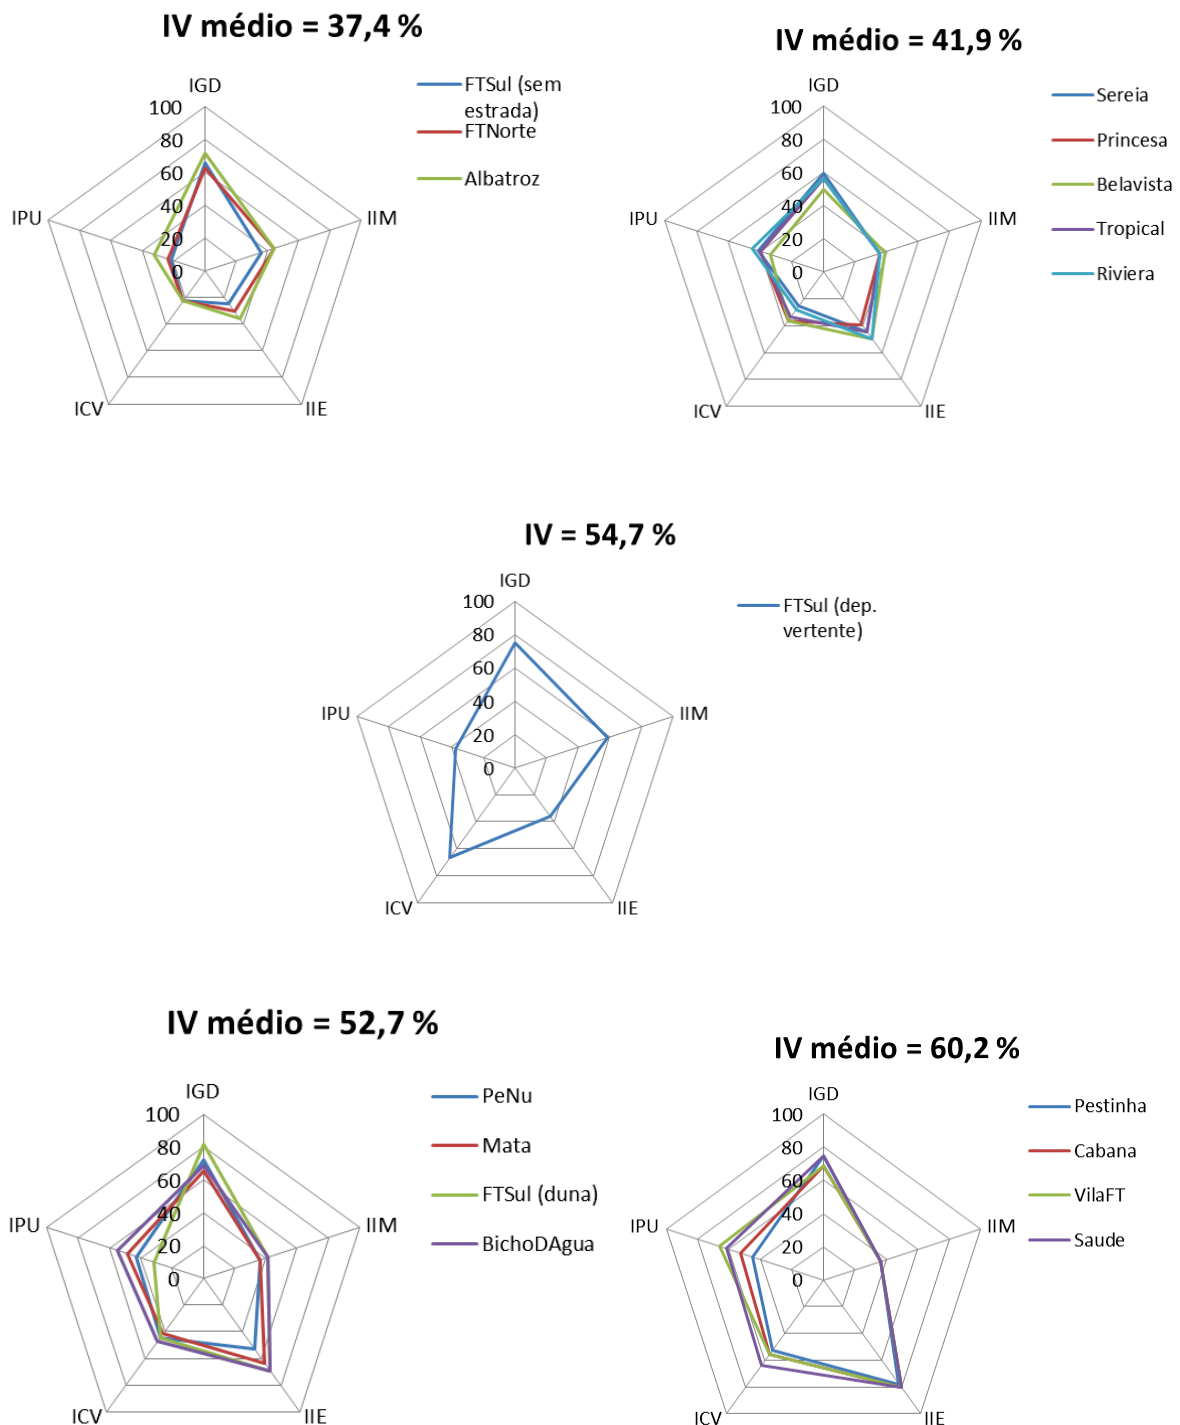 IV médio = 37,4 %
IGD
100
80
60
40
20
0
IPU
IIM
ICV
IIE
FTSul (sem
estrada)
FTNorte
Albatroz
IV médio = 41,9 %
IGD
100
80
60
40
20
0
IPU
IIM
ICV
IIE
Sereia
Princesa
Belavista
Tropical
Riviera
IV = 54,7 %
IGD
100
80
60
40
20
0
IPU
IIM
ICV
IIE
FTSul (dep.
vertente)
IV médio = 52,7 %
IGD
100
80
60
40
20
0
IPU
IIM
ICV
IIE
PeNu
Mata
FTSul (duna)
BichoDAgua
IV médio = 60,2 %
IGD
100
80
60
40
20
0
IPU
IIM
ICV
IIE
Pestinha
Cabana
VilaFT
Saude